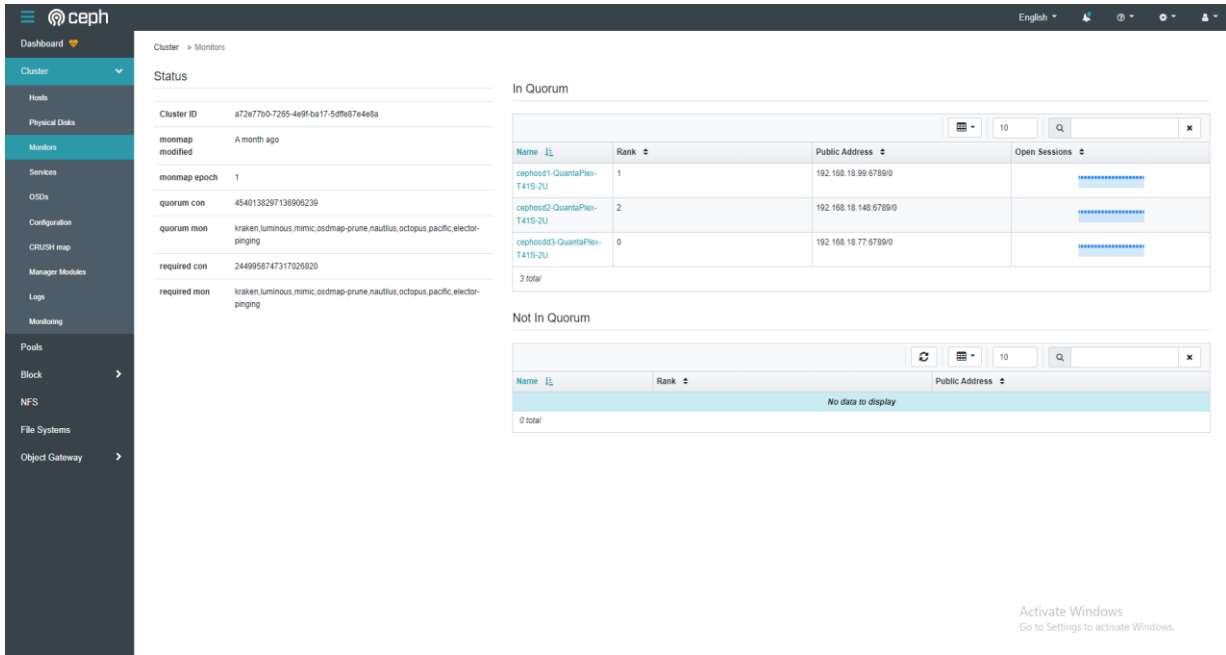 ceph
English
Dashboard
Cluster
Hosts
Physical Disks
Monitors
Services
OSDs
Configuration
CRUSH map
Manager Modules
Logs
Monitoring
Pools
Block
NFS
File Systems
Object Gateway
Cluster » Monitors
Status
Cluster ID a72e77b0-7265-4e9f-ba17-5dffe87e4e8a
monmap A month ago
modified
monmap epoch 1
quorum con 4540138297136906239
quorum mon kraken,luminous,mimic,osdmap-prune,nautilus,octopus,pacific,elector-
pinging
required con 2449958747317026820
required mon kraken,luminous,mimic,osdmap-prune,nautilus,octopus,pacific,elector-
pinging
In Quorum
10
Name Rank Public Address Open Sessions
cephosd1-QuantaPlex- 1 192.168.18.99:6789/0
T41S-2U
cephosd2-QuantaPlex- 2 192.168.18.148:6789/0
T41S-2U
cephosdd3-QuantaPlex- 0 192.168.18.77:6789/0
T41S-2U
3 total
Not In Quorum
10
Name Rank Public Address
No data to display
0 total
Activate Windows
Go to Settings to activate Windows.